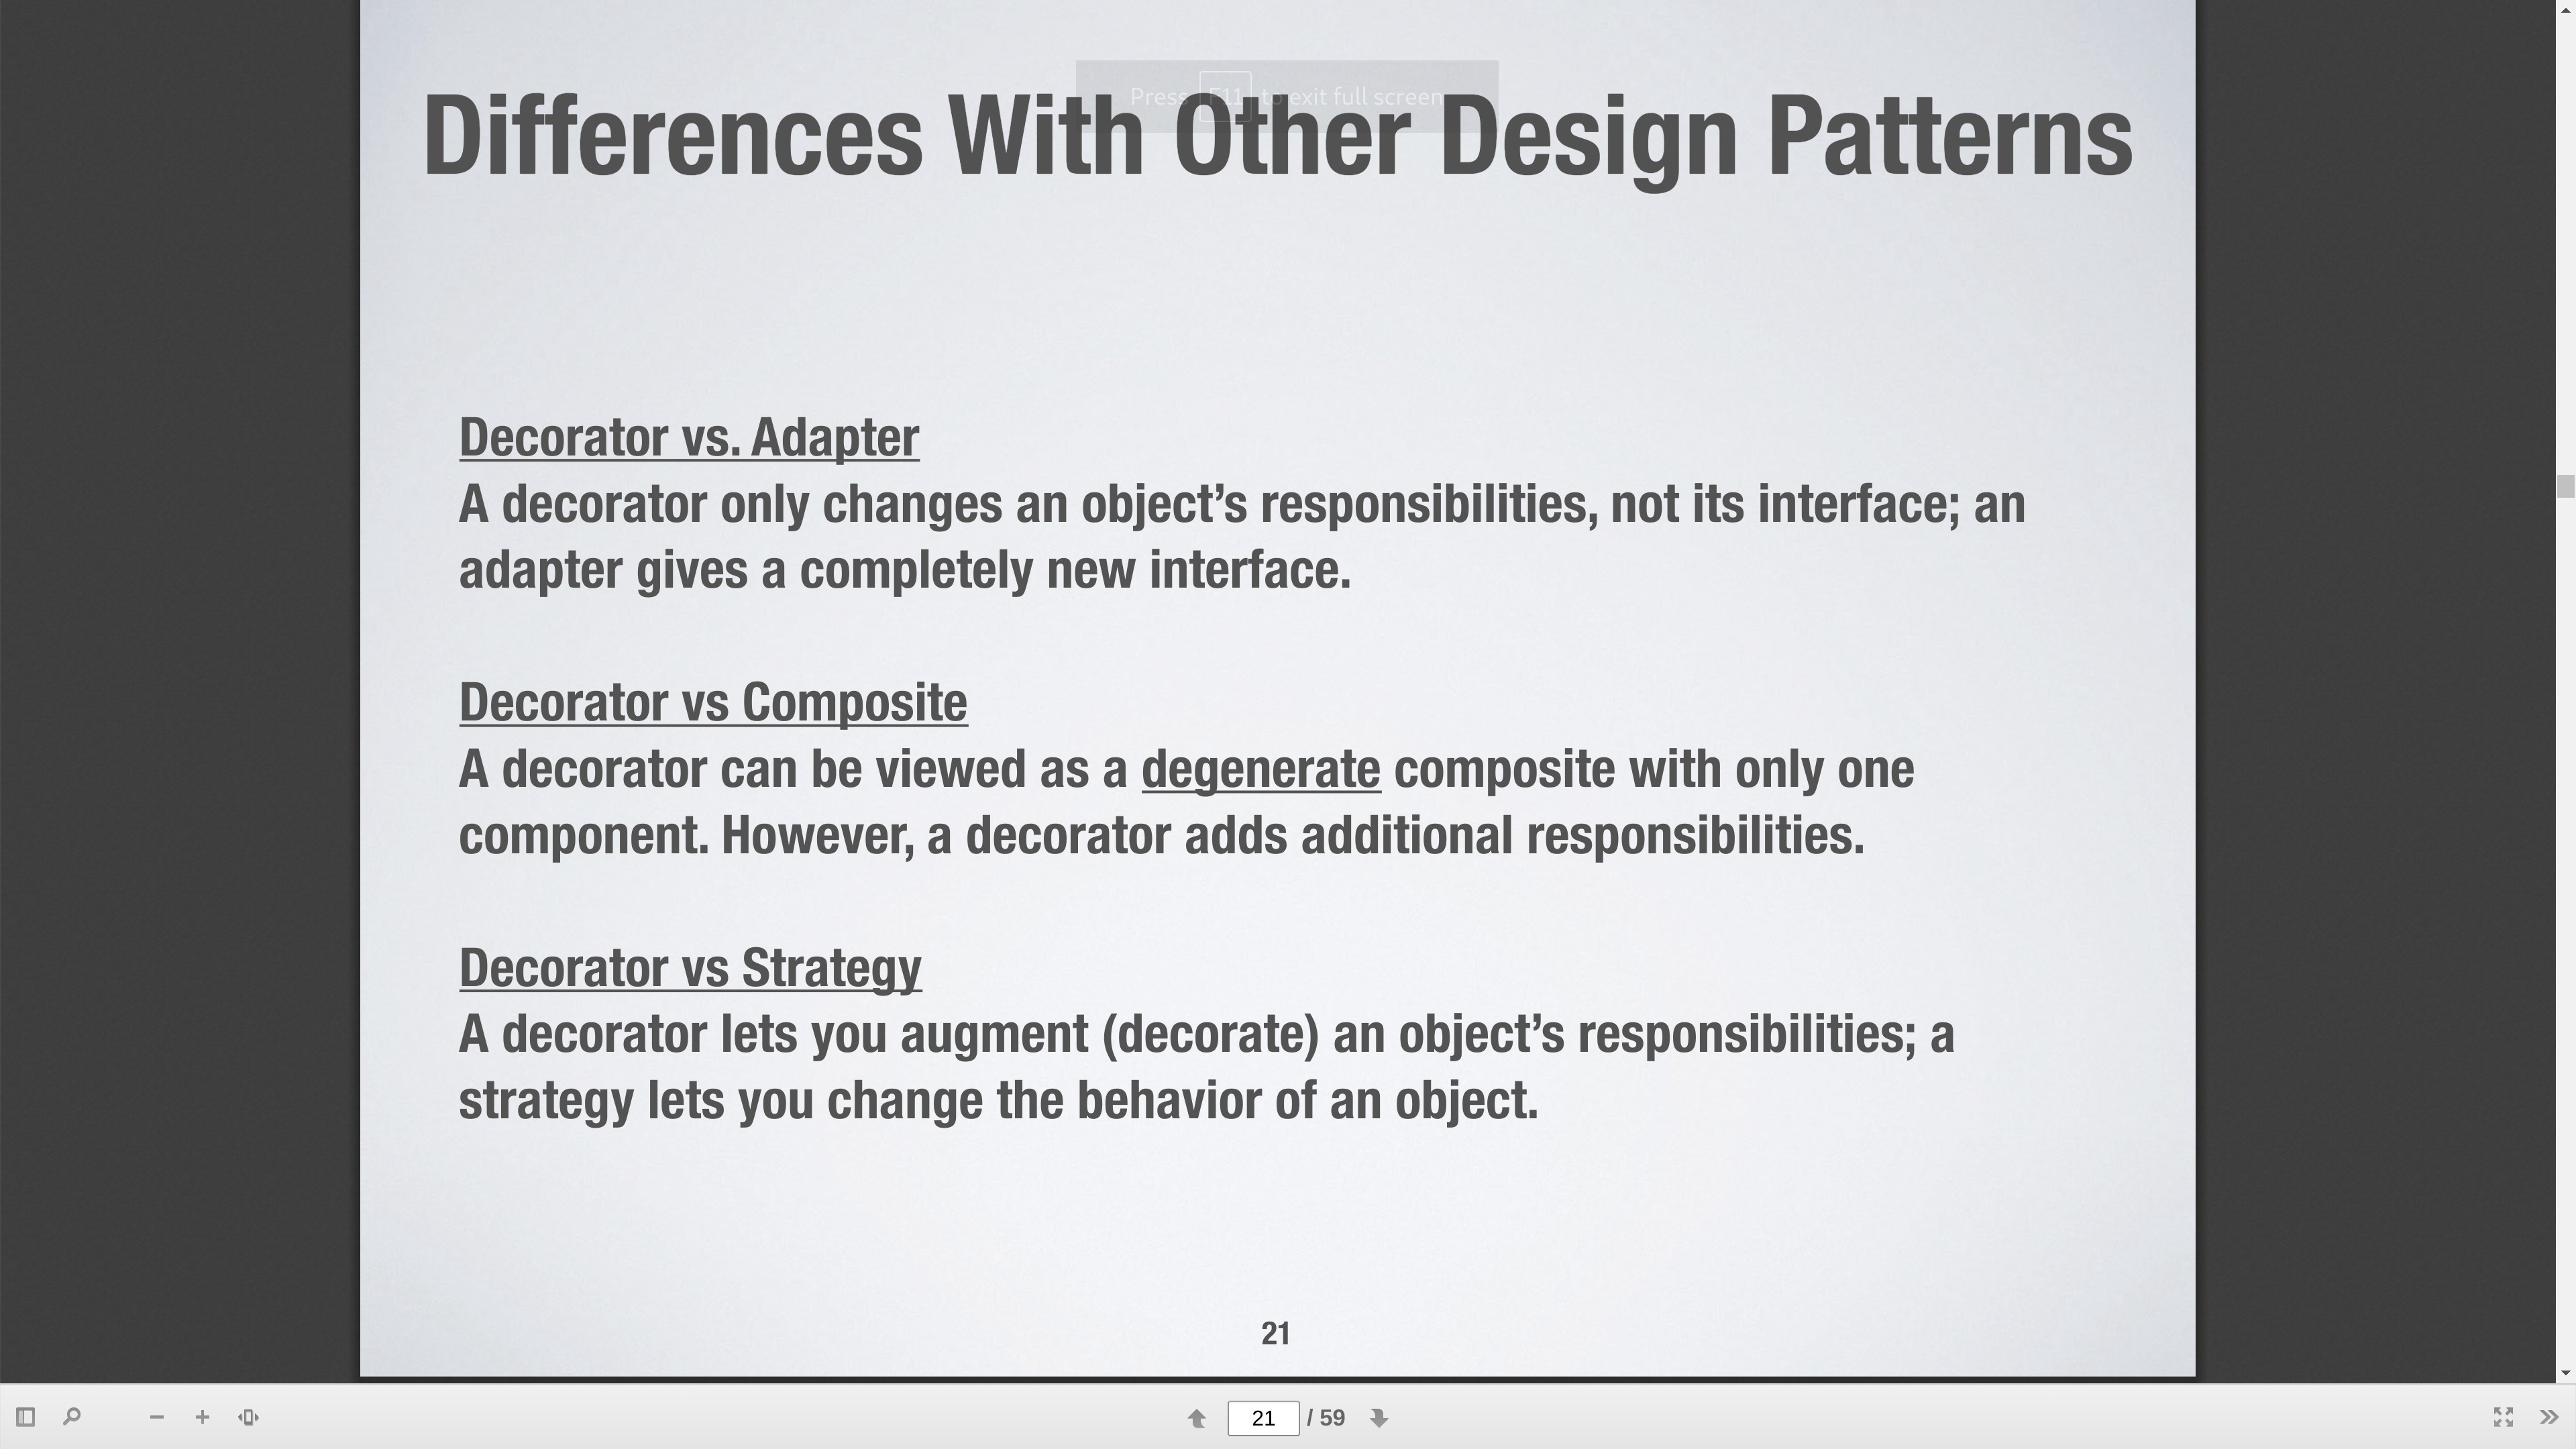 Press F11 to exit full screen
Differences With Other Design Patterns
Decorator vs. Adapter
A decorator only changes an object’s responsibilities, not its interface; an
adapter gives a completely new interface.
Decorator vs Composite
A decorator can be viewed as a degenerate composite with only one
component. However, a decorator adds additional responsibilities.
Decorator vs Strategy
A decorator lets you augment (decorate) an object’s responsibilities; a
strategy lets you change the behavior of an object.
21
21 / 59